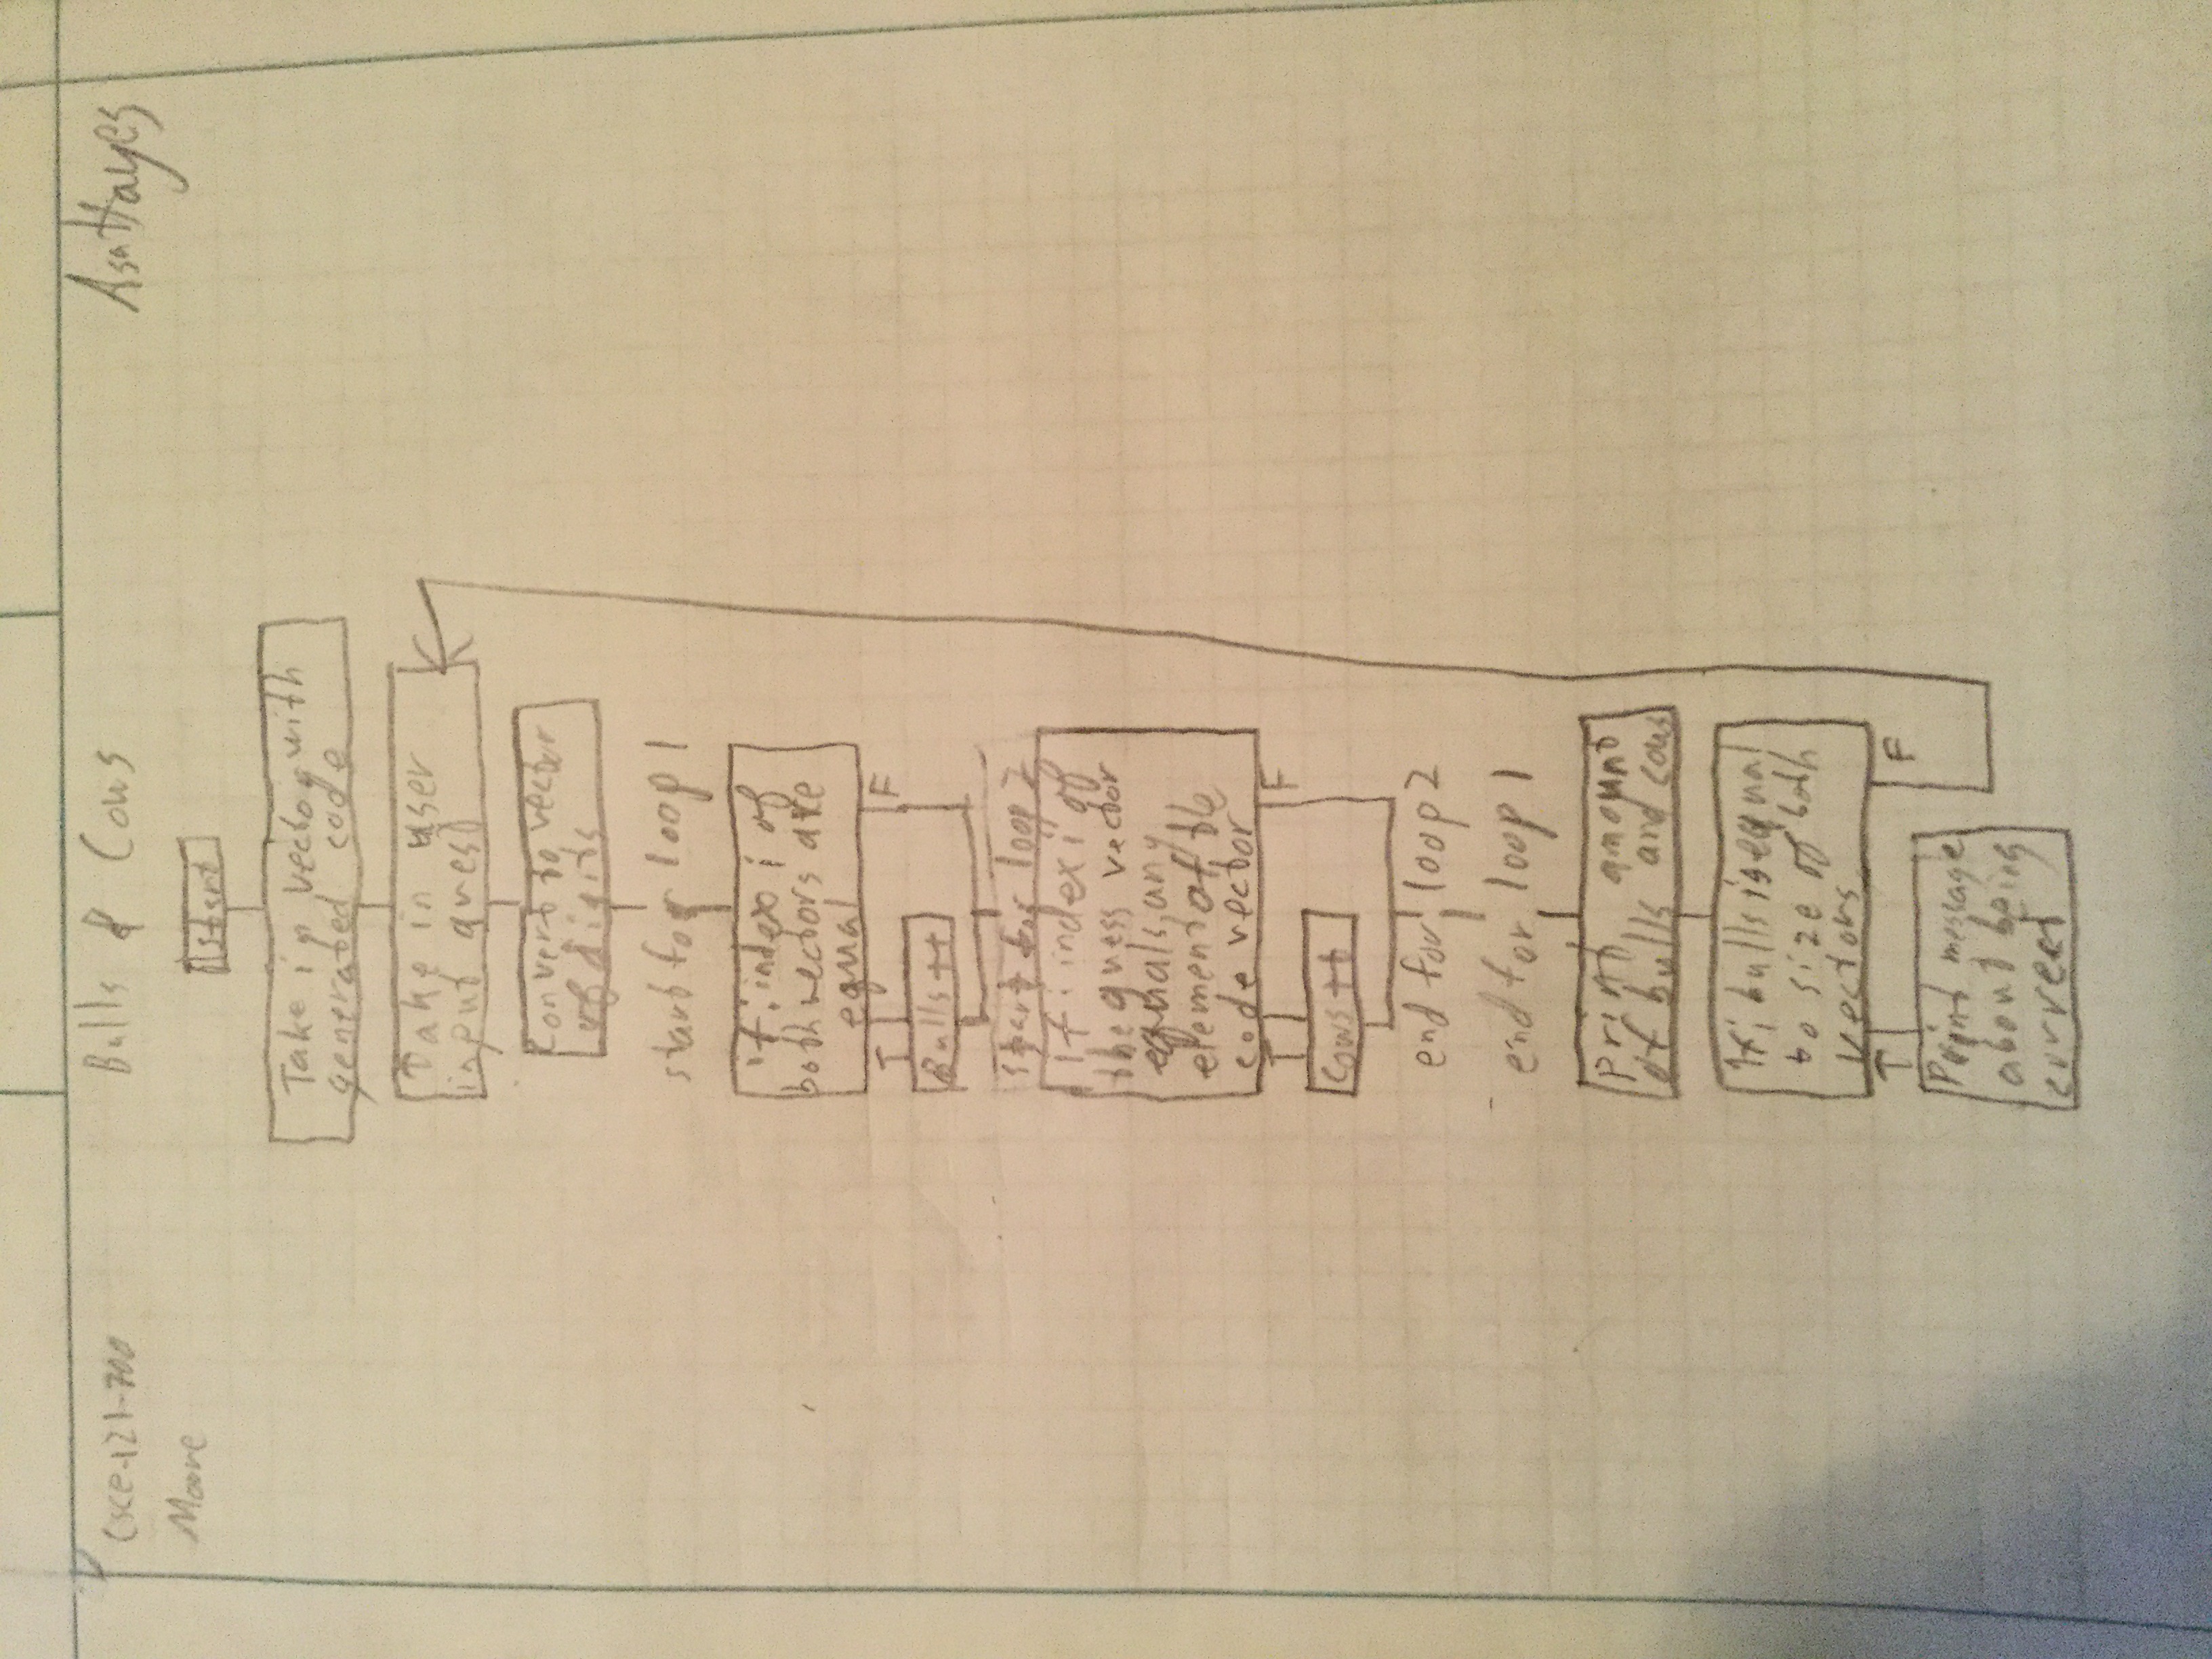 CSCE-121-700
Bulls & Cows
Asa Hayes
Moore
start
Take in vector with
generated code
Take in user
input guess
Convert to vector
of digits
start for loop 1
if: index i of
both vectors are
equal
T
F
Bulls ++
start for loop 2
if: index i of
the guess vector
equals any
element of the
code vector
T
F
Cows ++
end for loop 2
end for loop 1
print amount
of bulls and cows
If: bulls is equal
to size of both
vectors
T
F
Print message
about being
correct